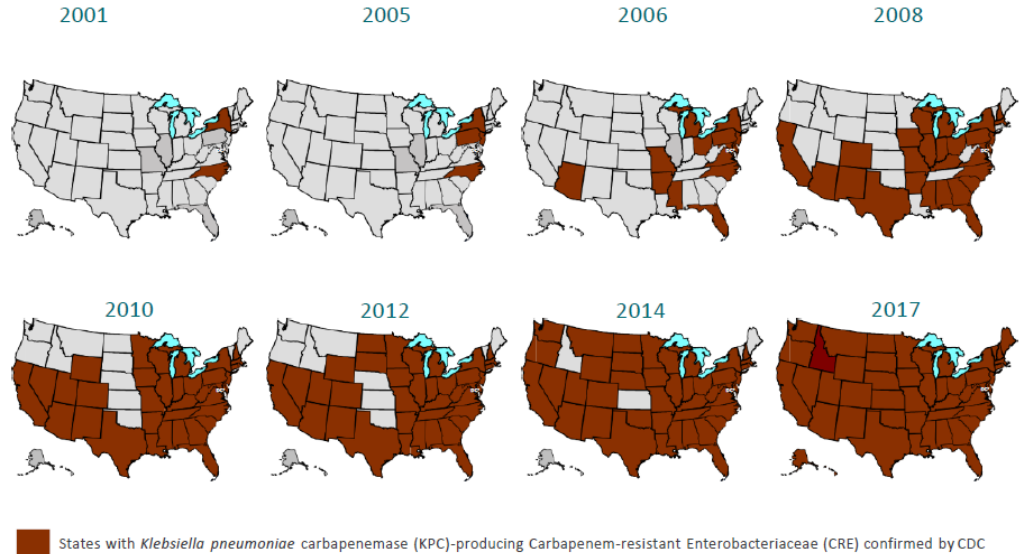 2001 2005 2006 2008
2010 2012 2014 2017
States with Klebsiella pneumoniae carbapenemase (KPC)-producing Carbapenem-resistant Enterobacteriaceae (CRE) confirmed by CDC